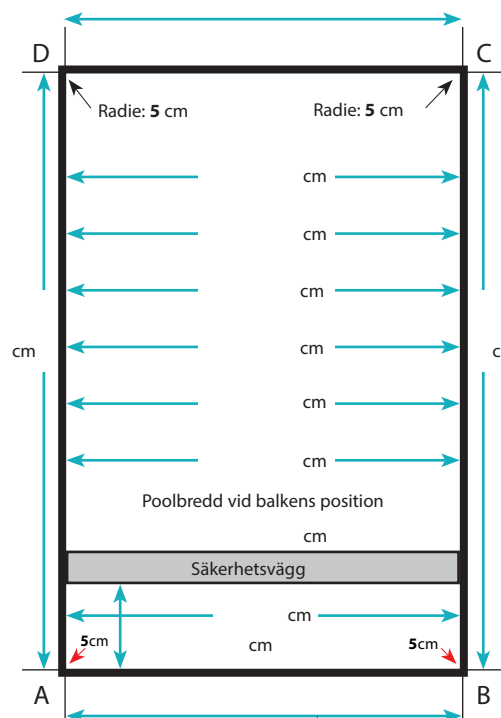 D C
Radie: 5 cm Radie: 5 cm
cm
cm
cm
cm
cm c
cm
cm
Poolbredd vid balkens position
cm
Säkerhetsvägg
cm
5cm cm 5cm
A B